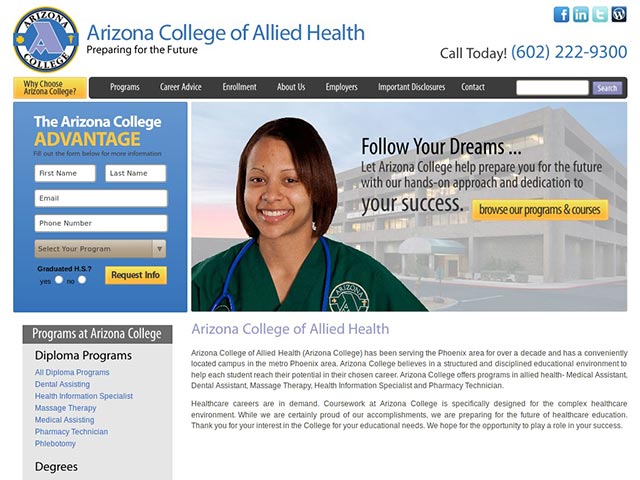 ARIZONA
A
COLLEGE
Arizona College of Allied Health
Preparing for the Future
Call Today! (602) 222-9300
Why Choose
Arizona College?
Programs
Career Advice
Enrollment
About Us
Employers
Important Disclosures
Contact
Search
The Arizona College
ADVANTAGE
Fill out the form below for more information
First Name
Last Name
Email
Phone Number
Select Your Program
Graduated H.S.?
yes
no
Request Info
Follow Your Dreams ...
Let Arizona College help prepare you for the future
with our hands-on approach and dedication to
your success.
browse our programs & courses
ARIZONA
Programs at Arizona College
Diploma Programs
All Diploma Programs
Dental Assisting
Health Information Specialist
Massage Therapy
Medical Assisting
Pharmacy Technician
Phlebotomy
Degrees
Arizona College of Allied Health
Arizona College of Allied Health (Arizona College) has been serving the Phoenix area for over a decade and has a conveniently
located campus in the metro Phoenix area. Arizona College believes in a structured and disciplined educational environment to
help each student reach their potential in their chosen career. Arizona College offers programs in allied health- Medical Assistant,
Dental Assistant, Massage Therapy, Health Information Specialist and Pharmacy Technician.
Healthcare careers are in demand. Coursework at Arizona College is specifically designed for the complex healthcare
environment. While we are certainly proud of our accomplishments, we are preparing for the future of healthcare education.
Thank you for your interest in the College for your educational needs. We hope for the opportunity to play a role in your success.